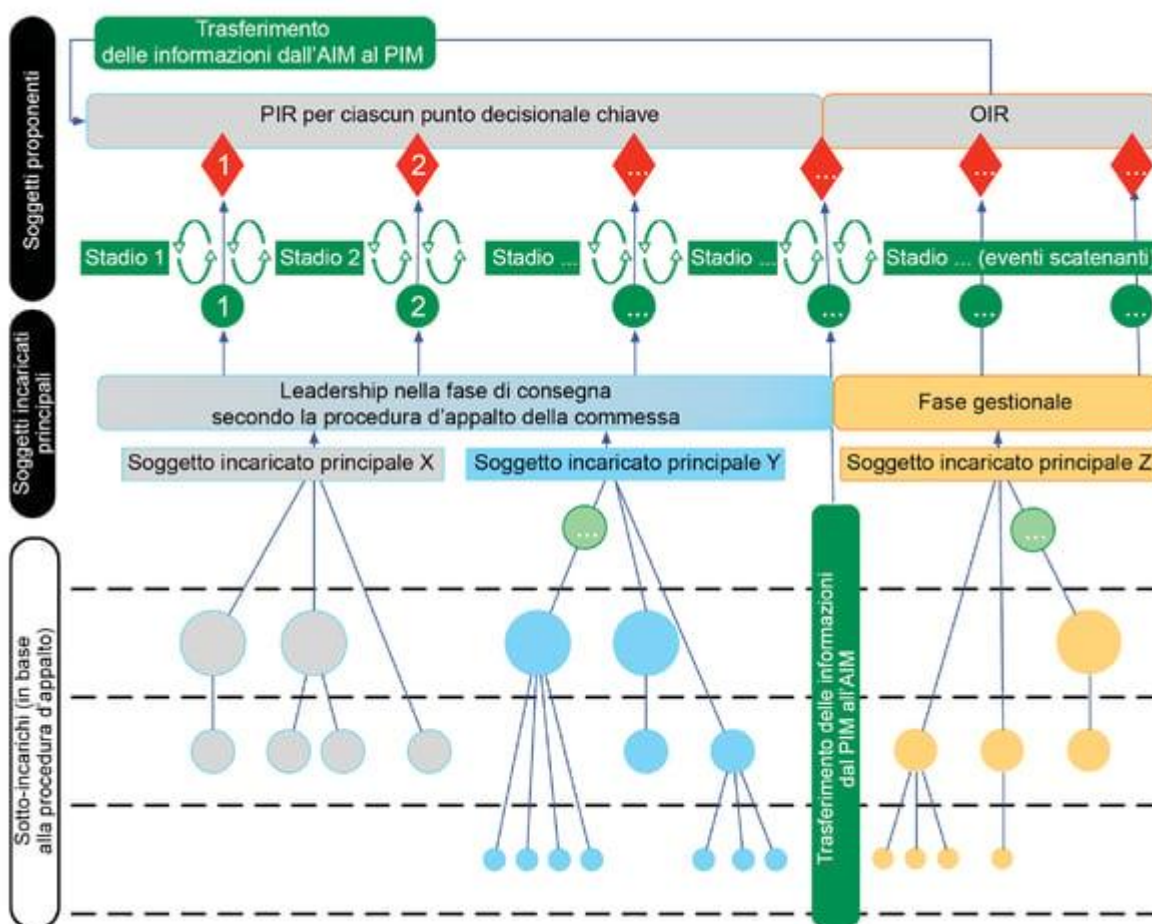 Trasferimento
delle informazioni dall'AIM al PIM
Soggetti proponenti
PIR per ciascun punto decisionale chiave
OIR
1
2
...
...
...
...
Stadio 1
Stadio 2
Stadio ...
Stadio ...
Stadio ... (eventi scatenanti)
1
2
...
...
...
...
Soggetti incaricati
principali
Leadership nella fase di consegna
secondo la procedura d'appalto della commessa
Fase gestionale
Soggetto incaricato principale X
Soggetto incaricato principale Y
Soggetto incaricato principale Z
...
...
Sotto-incarichi (in base
alla procedura d'appalto)
Trasferimento delle informazioni
dal PIM all'AIM